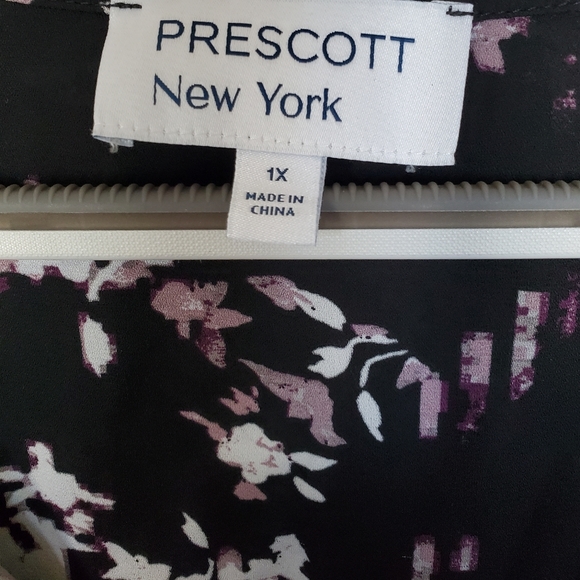 PRESCOTT
New York
1X
MADE IN
CHINA